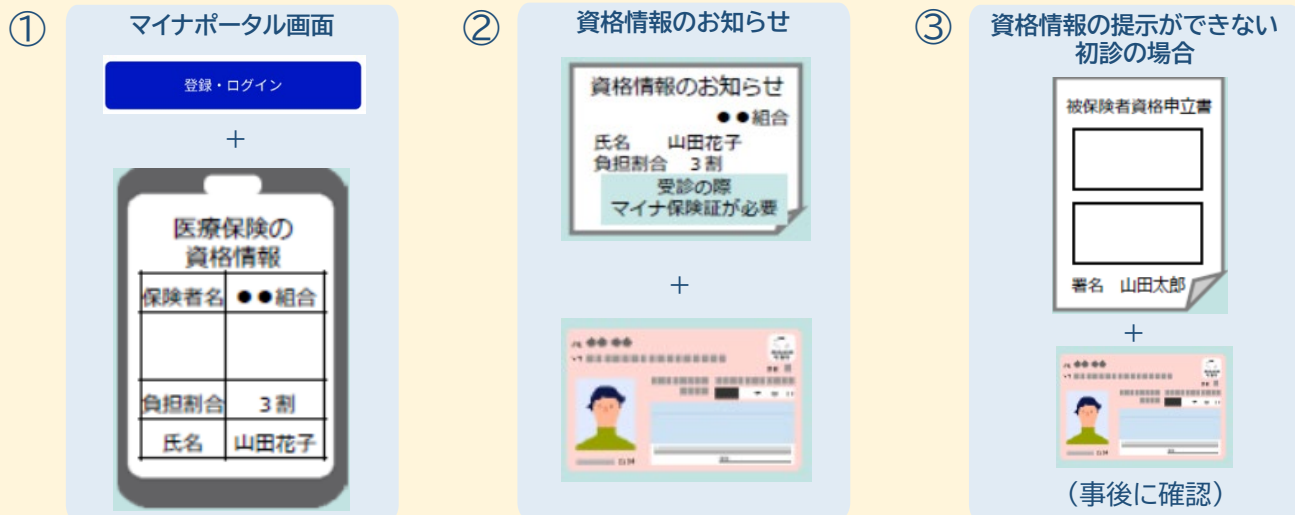 ①
マイナポータル画面
登録・ログイン
+
医療保険の
資格情報
保険者名 ●●組合
負担割合 3割
氏名 山田花子
②
資格情報のお知らせ
資格情報のお知らせ
●●組合
氏名 山田花子
負担割合 3割
受診の際
マイナ保険証が必要
+
③
資格情報の提示ができない
初診の場合
被保険者資格申立書
署名 山田太郎
+
(事後に確認)